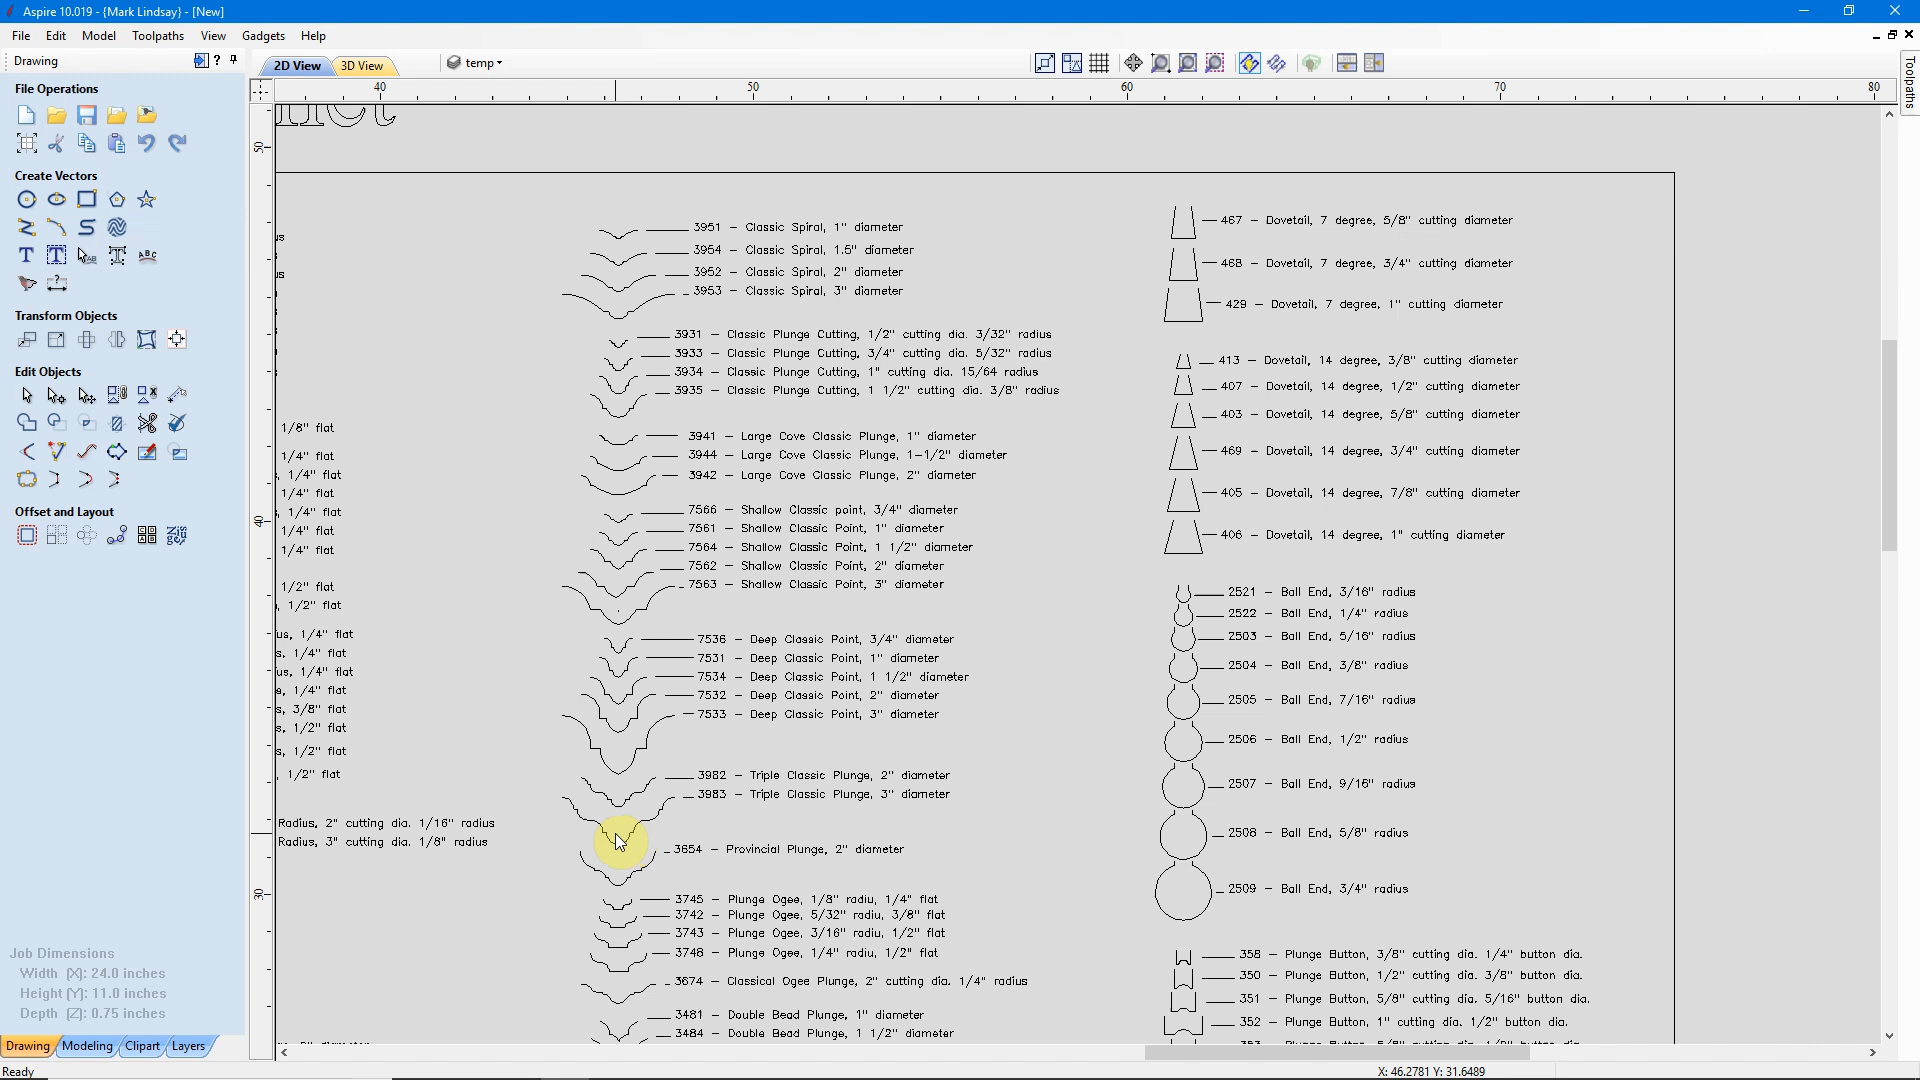 Aspire 10.019 - {Mark Lindsay} - [New]
File Edit Model Toolpaths View Gadgets Help
Drawing
2D View
3D View
temp
Toolpaths
File Operations
Create Vectors
Transform Objects
Edit Objects
Offset and Layout
Job Dimensions
Width (X): 24.0 inches
Height (Y): 11.0 inches
Depth (Z): 0.75 inches
Drawing Modeling Clipart Layers
Ready
X: 46.2781 Y: 31.6489
40 50 60 70 80
50
40
30
1/8" flat
1/4" flat
1/4" flat
1/4" flat
1/4" flat
1/4" flat
1/4" flat
1/2" flat
1/2" flat
us, 1/4" flat
s, 1/4" flat
us, 1/4" flat
s, 1/4" flat
s, 3/8" flat
s, 1/2" flat
s, 1/2" flat
, 1/2" flat
Radius, 2" cutting dia. 1/16" radius
Radius, 3" cutting dia. 1/8" radius
3951 - Classic Spiral, 1" diameter
3954 - Classic Spiral, 1.5" diameter
3952 - Classic Spiral, 2" diameter
3953 - Classic Spiral, 3" diameter
3931 - Classic Plunge Cutting, 1/2" cutting dia. 3/32" radius
3933 - Classic Plunge Cutting, 3/4" cutting dia. 5/32" radius
3934 - Classic Plunge Cutting, 1" cutting dia. 15/64 radius
3935 - Classic Plunge Cutting, 1 1/2" cutting dia. 3/8" radius
3941 - Large Cove Classic Plunge, 1" diameter
3944 - Large Cove Classic Plunge, 1-1/2" diameter
3942 - Large Cove Classic Plunge, 2" diameter
7566 - Shallow Classic point, 3/4" diameter
7561 - Shallow Classic Point, 1" diameter
7564 - Shallow Classic Point, 1 1/2" diameter
7562 - Shallow Classic Point, 2" diameter
7563 - Shallow Classic Point, 3" diameter
7536 - Deep Classic Point, 3/4" diameter
7531 - Deep Classic Point, 1" diameter
7534 - Deep Classic Point, 1 1/2" diameter
7532 - Deep Classic Point, 2" diameter
7533 - Deep Classic Point, 3" diameter
3982 - Triple Classic Plunge, 2" diameter
3983 - Triple Classic Plunge, 3" diameter
3654 - Provincial Plunge, 2" diameter
3745 - Plunge Ogee, 1/8" radiu, 1/4" flat
3742 - Plunge Ogee, 5/32" radiu, 3/8" flat
3743 - Plunge Ogee, 3/16" radiu, 1/2" flat
3748 - Plunge Ogee, 1/4" radiu, 1/2" flat
3674 - Classical Ogee Plunge, 2" cutting dia. 1/4" radius
3481 - Double Bead Plunge, 1" diameter
3484 - Double Bead Plunge, 1 1/2" diameter
467 - Dovetail, 7 degree, 5/8" cutting diameter
468 - Dovetail, 7 degree, 3/4" cutting diameter
429 - Dovetail, 7 degree, 1" cutting diameter
413 - Dovetail, 14 degree, 3/8" cutting diameter
407 - Dovetail, 14 degree, 1/2" cutting diameter
403 - Dovetail, 14 degree, 5/8" cutting diameter
469 - Dovetail, 14 degree, 3/4" cutting diameter
405 - Dovetail, 14 degree, 7/8" cutting diameter
406 - Dovetail, 14 degree, 1" cutting diameter
2521 - Ball End, 3/16" radius
2522 - Ball End, 1/4" radius
2503 - Ball End, 5/16" radius
2504 - Ball End, 3/8" radius
2505 - Ball End, 7/16" radius
2506 - Ball End, 1/2" radius
2507 - Ball End, 9/16" radius
2508 - Ball End, 5/8" radius
2509 - Ball End, 3/4" radius
358 - Plunge Button, 3/8" cutting dia. 1/4" button dia.
350 - Plunge Button, 1/2" cutting dia. 3/8" button dia.
351 - Plunge Button, 5/8" cutting dia. 5/16" button dia.
352 - Plunge Button, 1" cutting dia. 1/2" button dia.